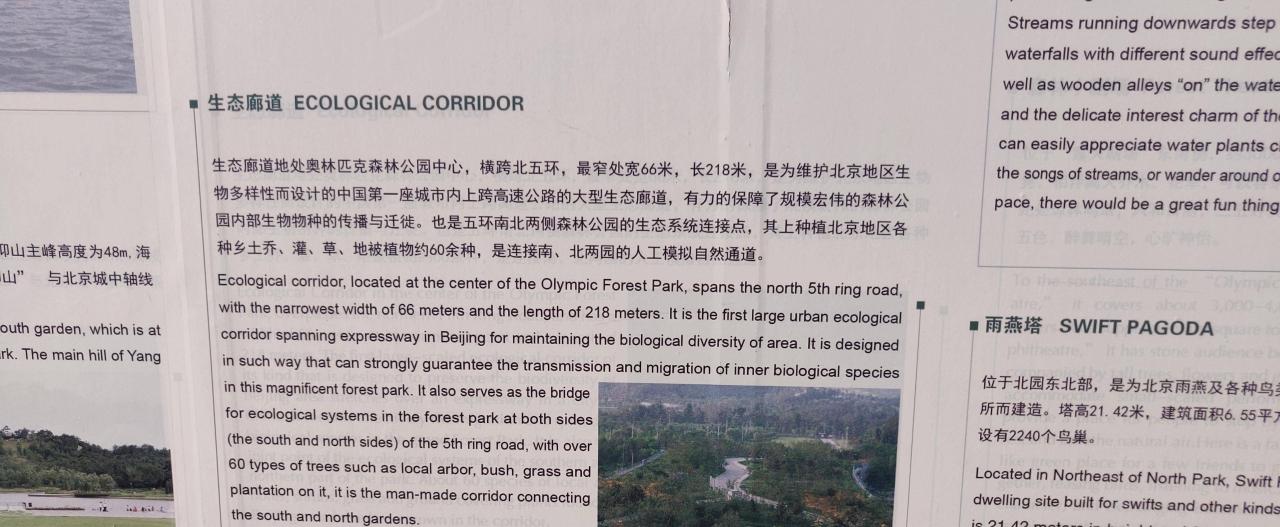 仰山主峰高度为48m, 海
山” 与北京城中轴线
outh garden, which is at
rk. The main hill of Yang
生态廊道 ECOLOGICAL CORRIDOR
生态廊道地处奥林匹克森林公园中心，横跨北五环，最窄处宽66米，长218米，是为维护北京地区生
物多样性而设计的中国第一座城市内上跨高速公路的大型生态廊道，有力的保障了规模宏伟的森林公
园内部生物物种的传播与迁徙。也是五环南北两侧森林公园的生态系统连接点，其上种植北京地区各
种乡土乔、灌、草、地被植物约60余种，是连接南、北两园的人工模拟自然通道。
Ecological corridor, located at the center of the Olympic Forest Park, spans the north 5th ring road,
with the narrowest width of 66 meters and the length of 218 meters. It is the first large urban ecological
corridor spanning expressway in Beijing for maintaining the biological diversity of area. It is designed
in such way that can strongly guarantee the transmission and migration of inner biological species
in this magnificent forest park. It also serves as the bridge
for ecological systems in the forest park at both sides
(the south and north sides) of the 5th ring road, with over
60 types of trees such as local arbor, bush, grass and
plantation on it, it is the man-made corridor connecting
the south and north gardens.
Streams running downwards step
waterfalls with different sound effec
well as wooden alleys “on” the wate
and the delicate interest charm of the
can easily appreciate water plants
the songs of streams, or wander around
pace, there would be a great fun thing
雨燕塔 SWIFT PAGODA
位于北园东北部，是为北京雨燕及各种鸟
所而建造。塔高21. 42米，建筑面积6. 55平
设有2240个鸟巢。
Located in Northeast of North Park, Swift
dwelling site built for swifts and other kinds
is 21.42 meters in height